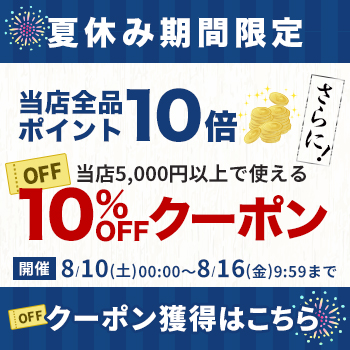 夏休み期間限定
当店全品
ポイント10倍
さらに!
OFF 当店5,000円以上で使える
10%OFFクーポン
開催 8/10(土)00:00～8/16(金)9:59まで
OFF クーポン獲得はこちら